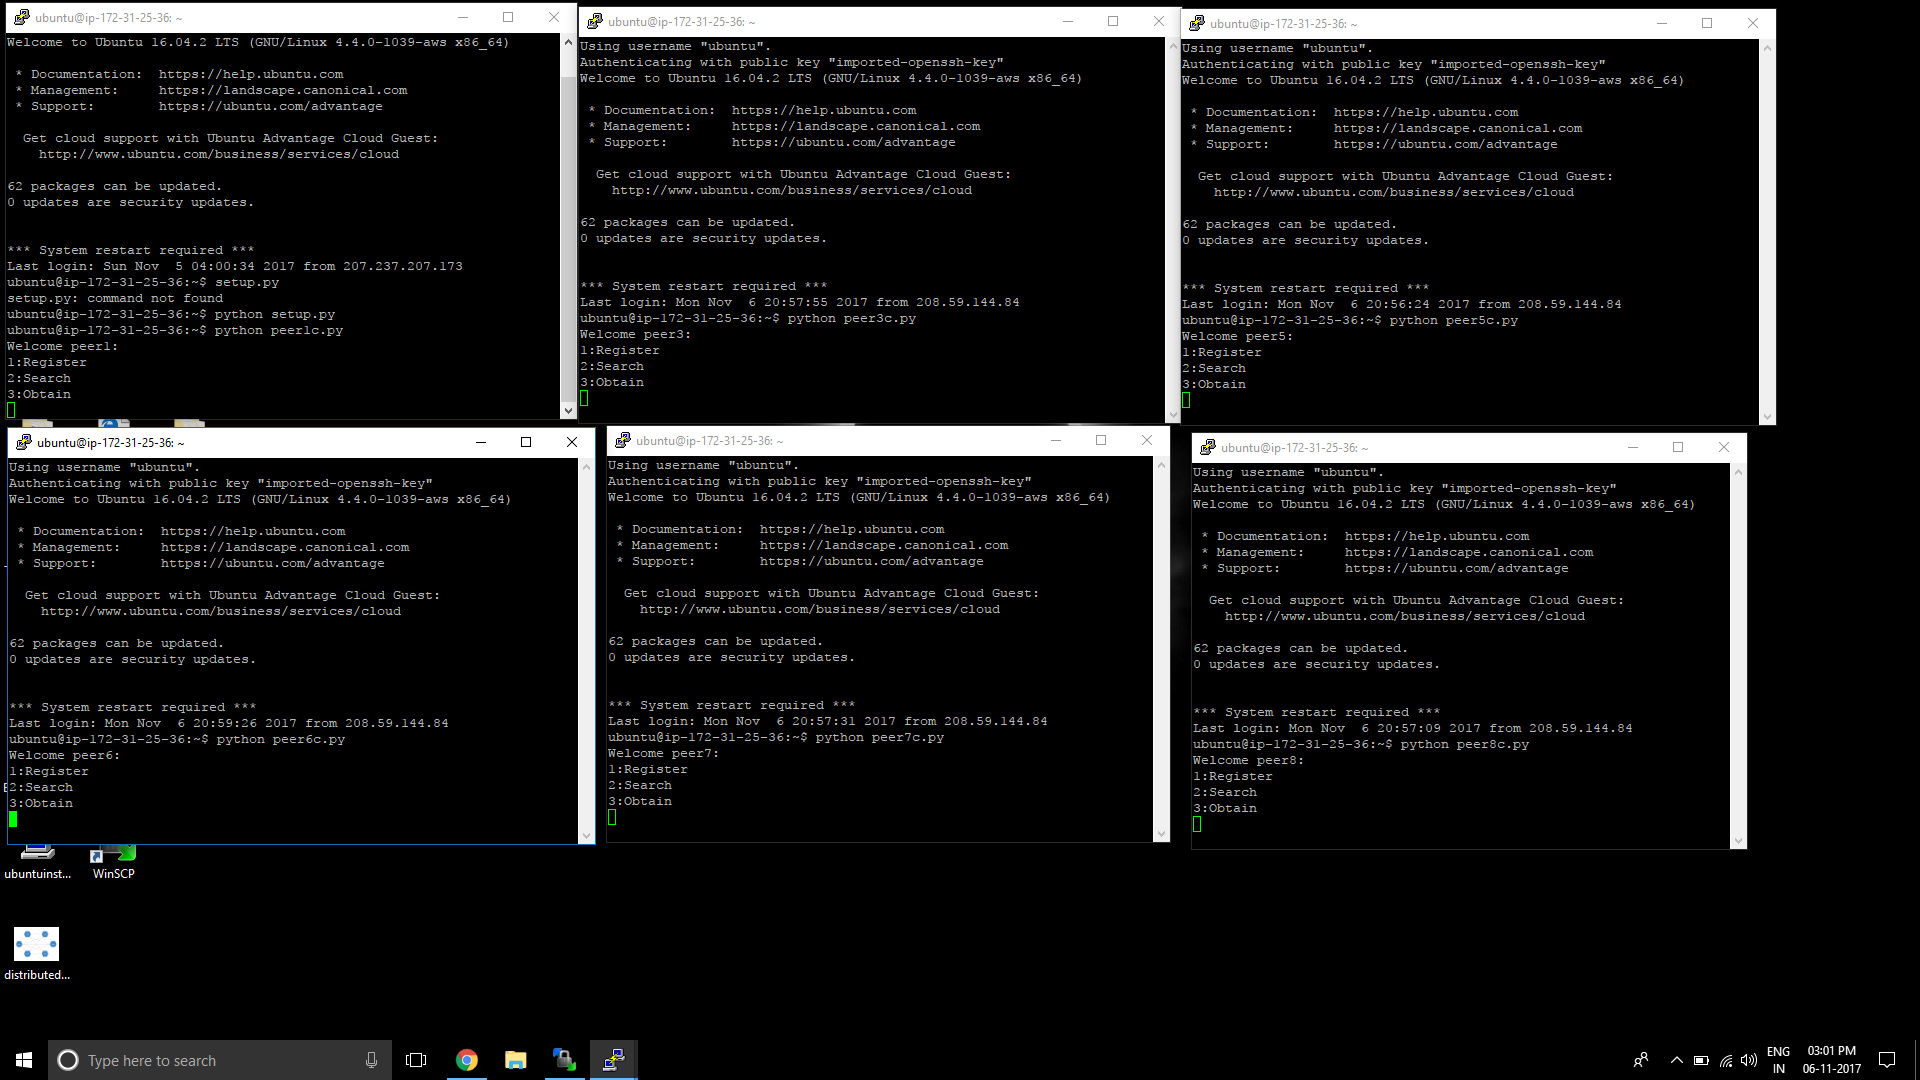 ubuntu@ip-172-31-25-36: ~
Welcome to Ubuntu 16.04.2 LTS (GNU/Linux 4.4.0-1039-aws x86_64)
* Documentation:  https://help.ubuntu.com
* Management:     https://landscape.canonical.com
* Support:        https://ubuntu.com/advantage
Get cloud support with Ubuntu Advantage Cloud Guest:
http://www.ubuntu.com/business/services/cloud
62 packages can be updated.
0 updates are security updates.
*** System restart required ***
Last login: Sun Nov  5 04:00:34 2017 from 207.237.207.173
ubuntu@ip-172-31-25-36:~$ setup.py
setup.py: command not found
ubuntu@ip-172-31-25-36:~$ python setup.py
ubuntu@ip-172-31-25-36:~$ python peer1c.py
Welcome peer1:
1:Register
2:Search
3:Obtain
ubuntu@ip-172-31-25-36: ~
Using username "ubuntu".
Authenticating with public key "imported-openssh-key"
Welcome to Ubuntu 16.04.2 LTS (GNU/Linux 4.4.0-1039-aws x86_64)
* Documentation:  https://help.ubuntu.com
* Management:     https://landscape.canonical.com
* Support:        https://ubuntu.com/advantage
Get cloud support with Ubuntu Advantage Cloud Guest:
http://www.ubuntu.com/business/services/cloud
62 packages can be updated.
0 updates are security updates.
*** System restart required ***
Last login: Mon Nov  6 20:57:55 2017 from 208.59.144.84
ubuntu@ip-172-31-25-36:~$ python peer3c.py
Welcome peer3:
1:Register
2:Search
3:Obtain
ubuntu@ip-172-31-25-36: ~
Using username "ubuntu".
Authenticating with public key "imported-openssh-key"
Welcome to Ubuntu 16.04.2 LTS (GNU/Linux 4.4.0-1039-aws x86_64)
* Documentation:  https://help.ubuntu.com
* Management:     https://landscape.canonical.com
* Support:        https://ubuntu.com/advantage
Get cloud support with Ubuntu Advantage Cloud Guest:
http://www.ubuntu.com/business/services/cloud
62 packages can be updated.
0 updates are security updates.
*** System restart required ***
Last login: Mon Nov  6 20:56:24 2017 from 208.59.144.84
ubuntu@ip-172-31-25-36:~$ python peer5c.py
Welcome peer5:
1:Register
2:Search
3:Obtain
ubuntu@ip-172-31-25-36: ~
Using username "ubuntu".
Authenticating with public key "imported-openssh-key"
Welcome to Ubuntu 16.04.2 LTS (GNU/Linux 4.4.0-1039-aws x86_64)
* Documentation:  https://help.ubuntu.com
* Management:     https://landscape.canonical.com
* Support:        https://ubuntu.com/advantage
Get cloud support with Ubuntu Advantage Cloud Guest:
http://www.ubuntu.com/business/services/cloud
62 packages can be updated.
0 updates are security updates.
*** System restart required ***
Last login: Mon Nov  6 20:59:26 2017 from 208.59.144.84
ubuntu@ip-172-31-25-36:~$ python peer6c.py
Welcome peer6:
1:Register
2:Search
3:Obtain
ubuntu@ip-172-31-25-36: ~
Using username "ubuntu".
Authenticating with public key "imported-openssh-key"
Welcome to Ubuntu 16.04.2 LTS (GNU/Linux 4.4.0-1039-aws x86_64)
* Documentation:  https://help.ubuntu.com
* Management:     https://landscape.canonical.com
* Support:        https://ubuntu.com/advantage
Get cloud support with Ubuntu Advantage Cloud Guest:
http://www.ubuntu.com/business/services/cloud
62 packages can be updated.
0 updates are security updates.
*** System restart required ***
Last login: Mon Nov  6 20:57:31 2017 from 208.59.144.84
ubuntu@ip-172-31-25-36:~$ python peer7c.py
Welcome peer7:
1:Register
2:Search
3:Obtain
ubuntu@ip-172-31-25-36: ~
Using username "ubuntu".
Authenticating with public key "imported-openssh-key"
Welcome to Ubuntu 16.04.2 LTS (GNU/Linux 4.4.0-1039-aws x86_64)
* Documentation:  https://help.ubuntu.com
* Management:     https://landscape.canonical.com
* Support:        https://ubuntu.com/advantage
Get cloud support with Ubuntu Advantage Cloud Guest:
http://www.ubuntu.com/business/services/cloud
62 packages can be updated.
0 updates are security updates.
*** System restart required ***
Last login: Mon Nov  6 20:57:09 2017 from 208.59.144.84
ubuntu@ip-172-31-25-36:~$ python peer8c.py
Welcome peer8:
1:Register
2:Search
3:Obtain
ubuntuinst...
WinSCP
distributed...
Type here to search
ENG
IN
03:01 PM
06-11-2017